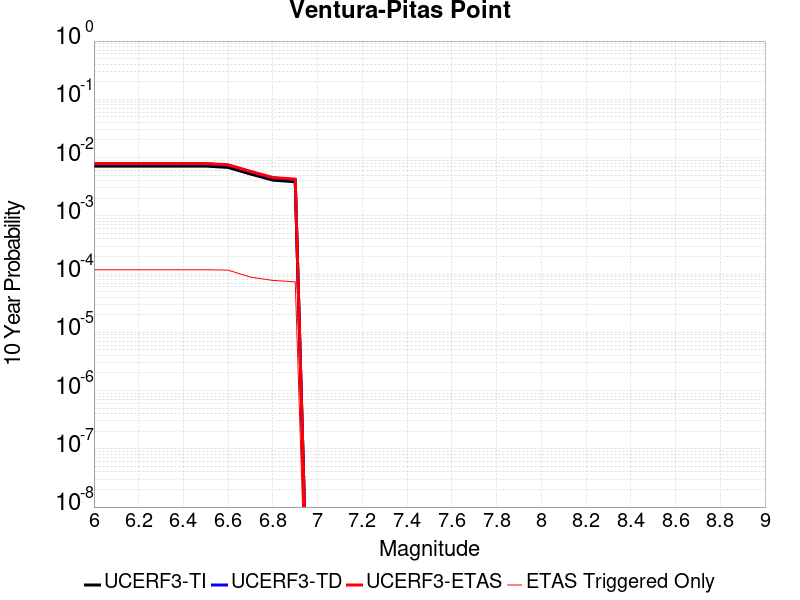 Ventura-Pitas Point
10 Year Probability
10^0
10^-1
10^-2
10^-3
10^-4
10^-5
10^-6
10^-7
10^-8
6 6.2 6.4 6.6 6.8 7 7.2 7.4 7.6 7.8 8 8.2 8.4 8.6 8.8 9
Magnitude
UCERF3-TI UCERF3-TD UCERF3-ETAS ETAS Triggered Only